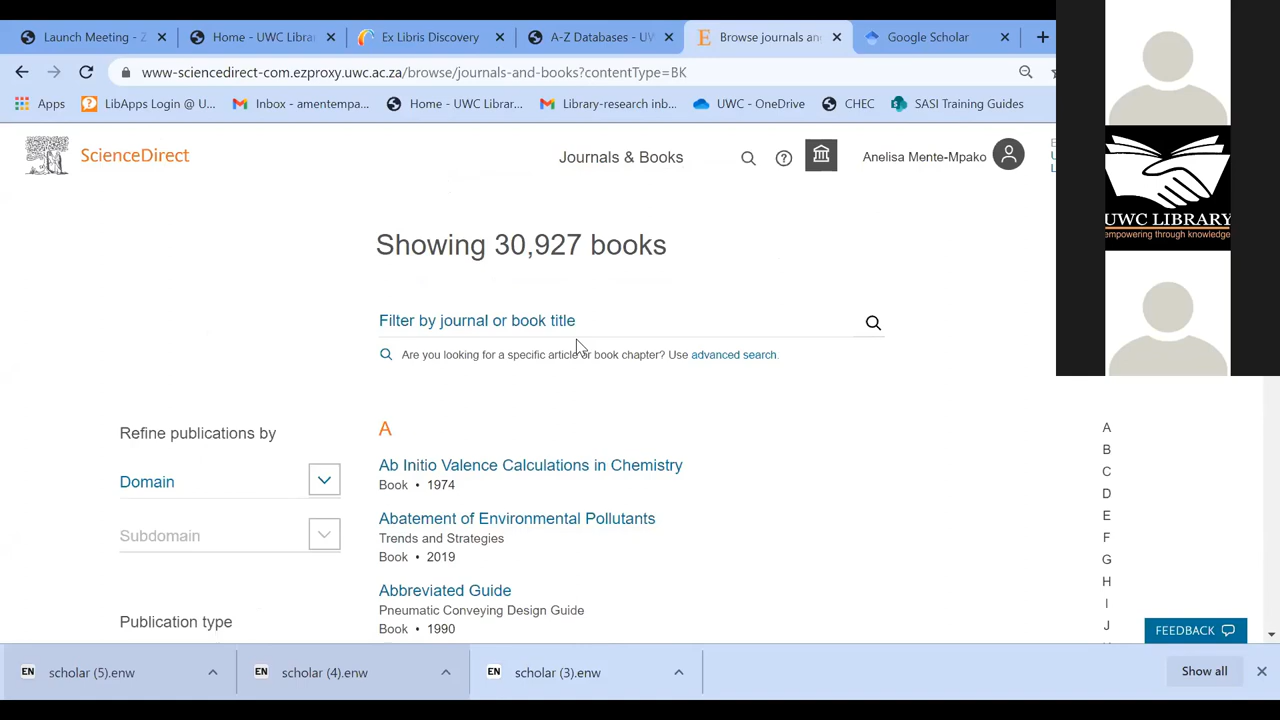 Launch Meeting - Z
Home - UWC Libra
Ex Libris Discovery
A-Z Databases - UW
Browse journals an
Google Scholar
www-sciencedirect-com.ezproxy.uwc.ac.za/browse/journals-and-books?contentType=BK
Apps
LibApps Login @ U...
Inbox - amentempa...
Home - UWC Librar...
Library-research inb...
UWC - OneDrive
CHEC
SASI Training Guides
ScienceDirect
Journals & Books
Anelisa Mente-Mpako
UWC LIBRARY
empowering through knowledge
Showing 30,927 books
Filter by journal or book title
Are you looking for a specific article or book chapter? Use advanced search.
Refine publications by
Domain
Subdomain
Publication type
A
Ab Initio Valence Calculations in Chemistry
Book • 1974
Abatement of Environmental Pollutants
Trends and Strategies
Book • 2019
Abbreviated Guide
Pneumatic Conveying Design Guide
Book • 1990
A
B
C
D
E
F
G
H
I
J
FEEDBACK
EN scholar (5).enw
EN scholar (4).enw
EN scholar (3).enw
Show all